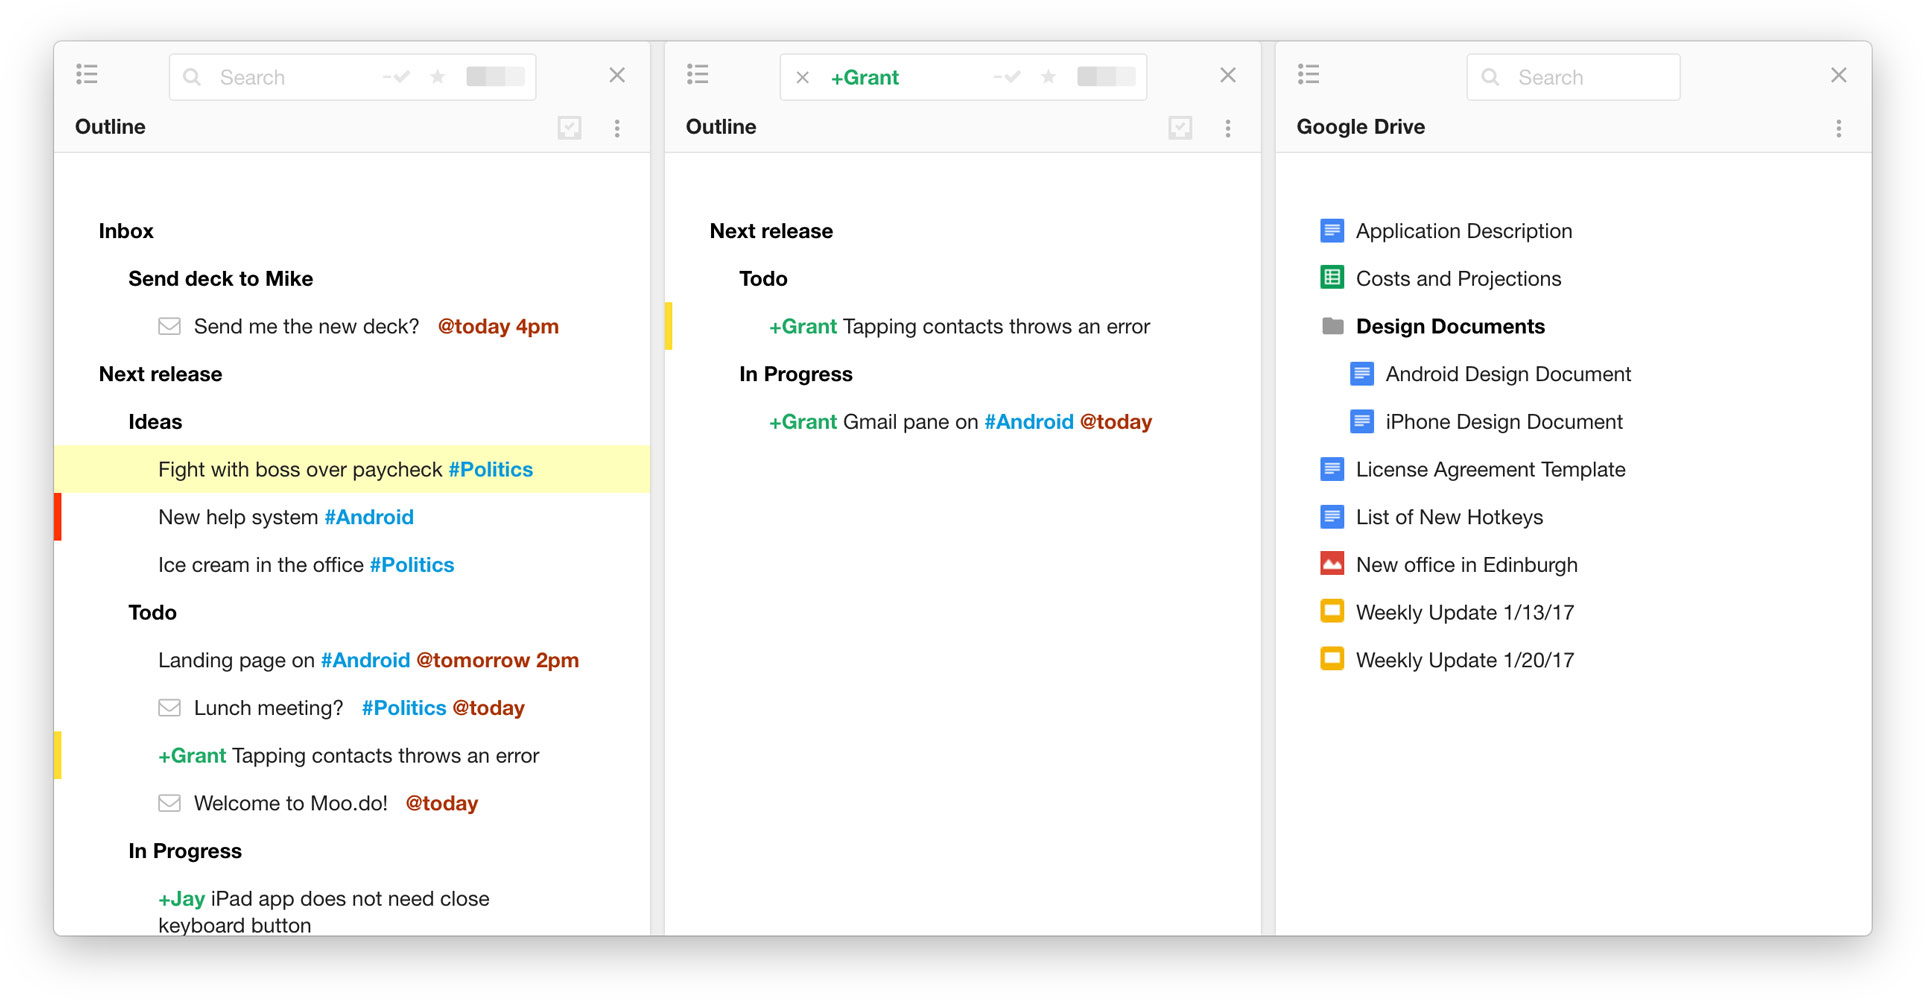 Search
Outline
Inbox
Send deck to Mike
Send me the new deck? @today 4pm
Next release
Ideas
Fight with boss over paycheck #Politics
New help system #Android
Ice cream in the office #Politics
Todo
Landing page on #Android @tomorrow 2pm
Lunch meeting? #Politics @today
+Grant Tapping contacts throws an error
Welcome to Moo.do! @today
In Progress
+Jay iPad app does not need close
keyboard button
+Grant
Outline
Next release
Todo
+Grant Tapping contacts throws an error
In Progress
+Grant Gmail pane on #Android @today
Search
Google Drive
Application Description
Costs and Projections
Design Documents
Android Design Document
iPhone Design Document
License Agreement Template
List of New Hotkeys
New office in Edinburgh
Weekly Update 1/13/17
Weekly Update 1/20/17